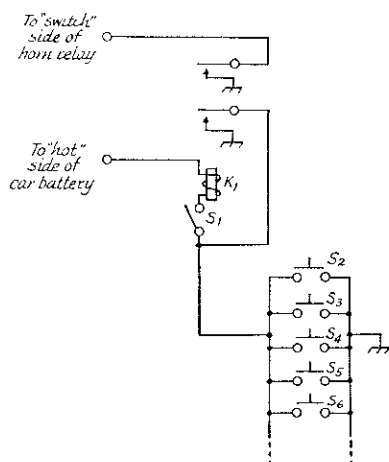 To "switch"
side of
horn relay
To "hot"
side of
car battery
K1
S1
S2
S3
S4
S5
S6